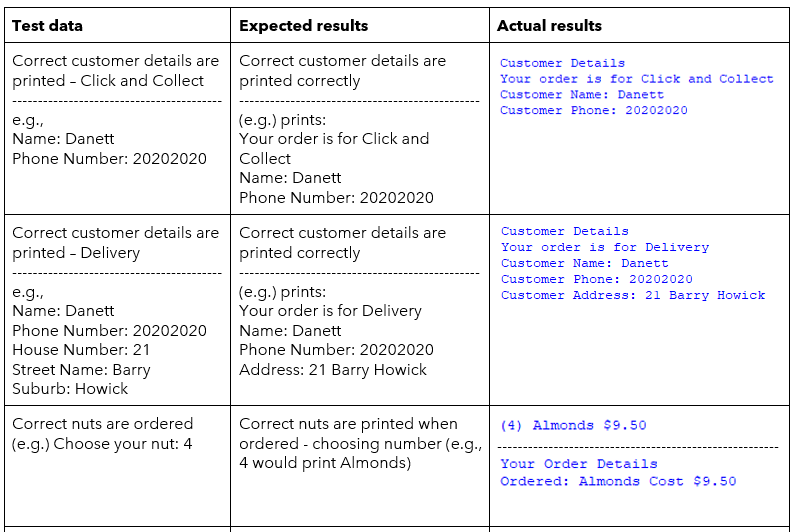 Test data
Expected results
Actual results
Correct customer details are
printed – Click and Collect
----------------------------------------
e.g.,
Name: Danett
Phone Number: 20202020
Correct customer details are
printed correctly
----------------------------------------------
(e.g.) prints:
Your order is for Click and
Collect
Name: Danett
Phone Number: 20202020
Customer Details
Your order is for Click and Collect
Customer Name: Danett
Customer Phone: 20202020
Correct customer details are
printed – Delivery
----------------------------------------
e.g.,
Name: Danett
Phone Number: 20202020
House Number: 21
Street Name: Barry
Suburb: Howick
Correct customer details are
printed correctly
----------------------------------------------
(e.g.) prints:
Your order is for Delivery
Name: Danett
Phone Number: 20202020
Address: 21 Barry Howick
Customer Details
Your order is for Delivery
Customer Name: Danett
Customer Phone: 20202020
Customer Address: 21 Barry Howick
Correct nuts are ordered
(e.g.) Choose your nut: 4
Correct nuts are printed when
ordered - choosing number (e.g.,
4 would print Almonds)
(4) Almonds $9.50
------------------------------------------------------
Your Order Details
Ordered: Almonds Cost $9.50